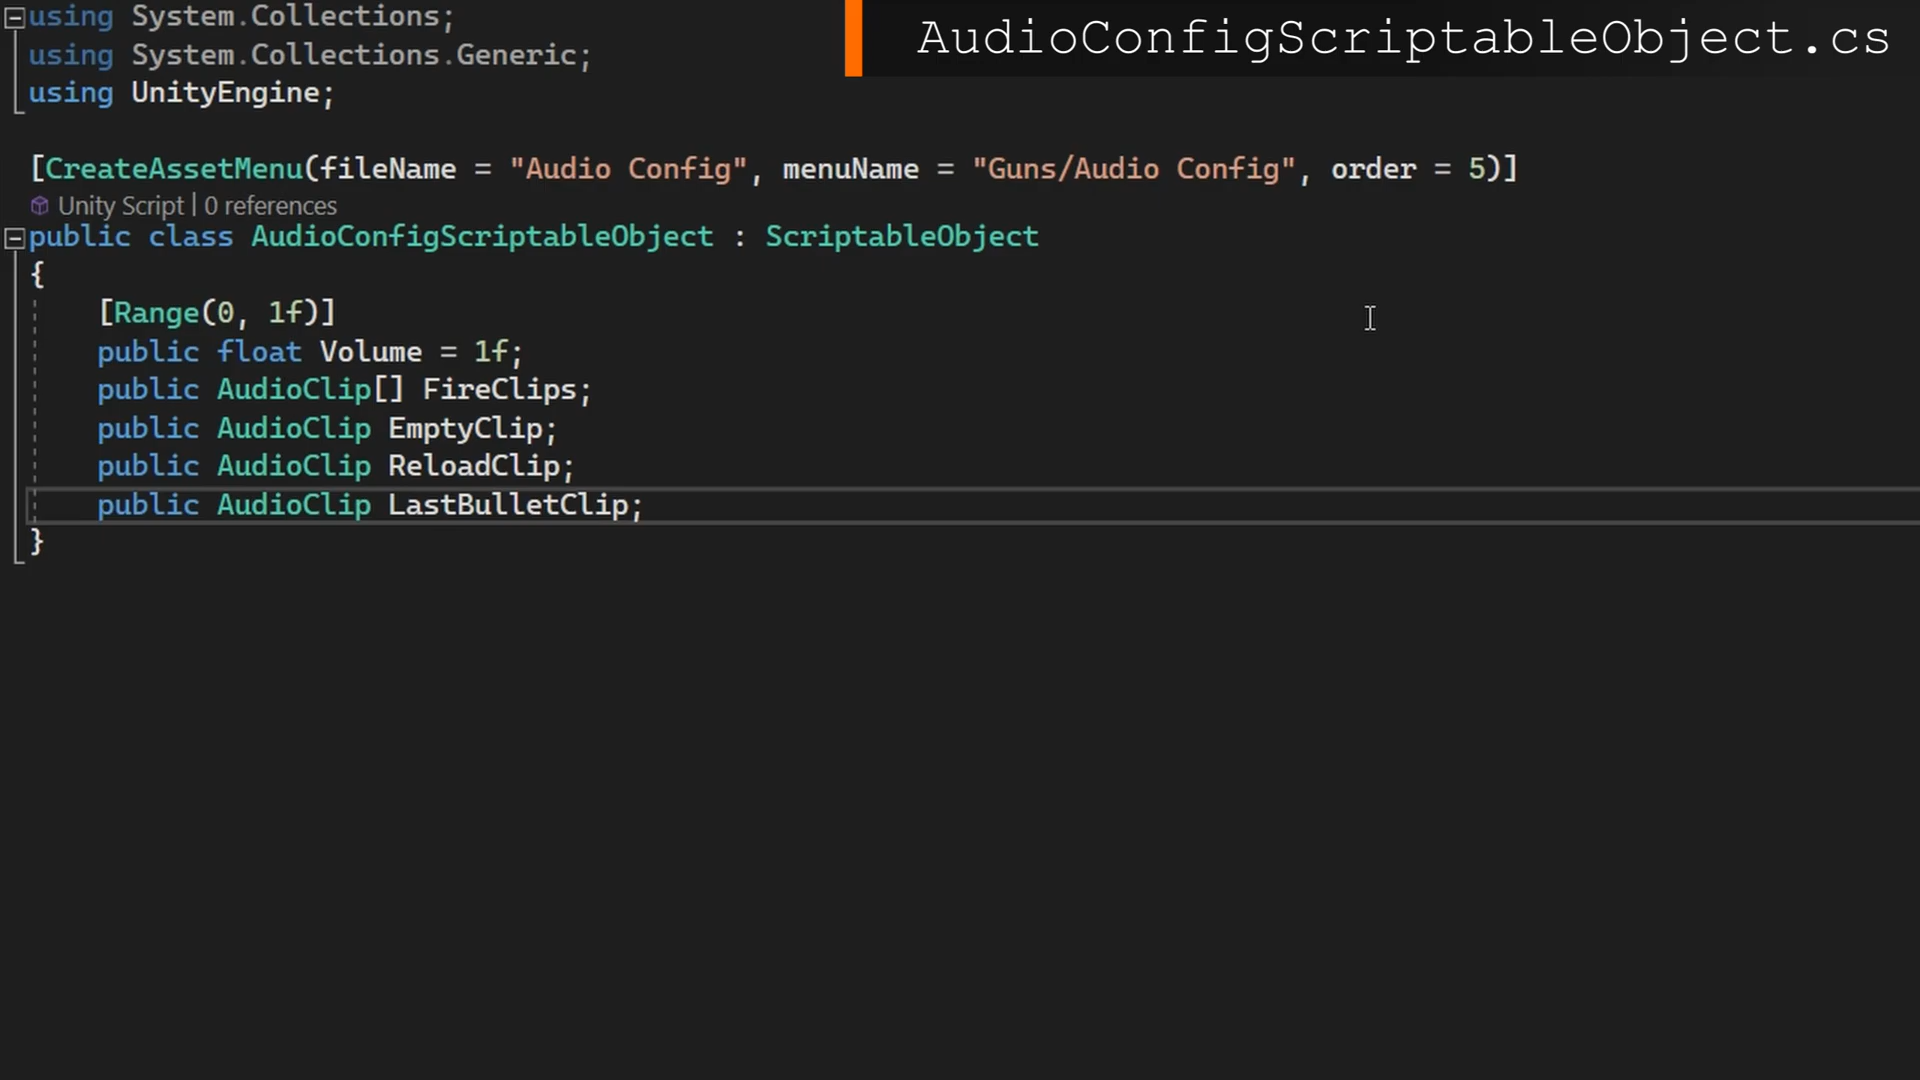 using System.Collections;
AudioConfigScriptableObject.cs
using System.Collections.Generic;
using UnityEngine;
[CreateAssetMenu(fileName = "Audio Config", menuName = "Guns/Audio Config", order = 5)]
Unity Script | 0 references
public class AudioConfigScriptableObject : ScriptableObject
{
[Range(0, 1f)]
public float Volume = 1f;
public AudioClip[] FireClips;
public AudioClip EmptyClip;
public AudioClip ReloadClip;
public AudioClip LastBulletClip;
}